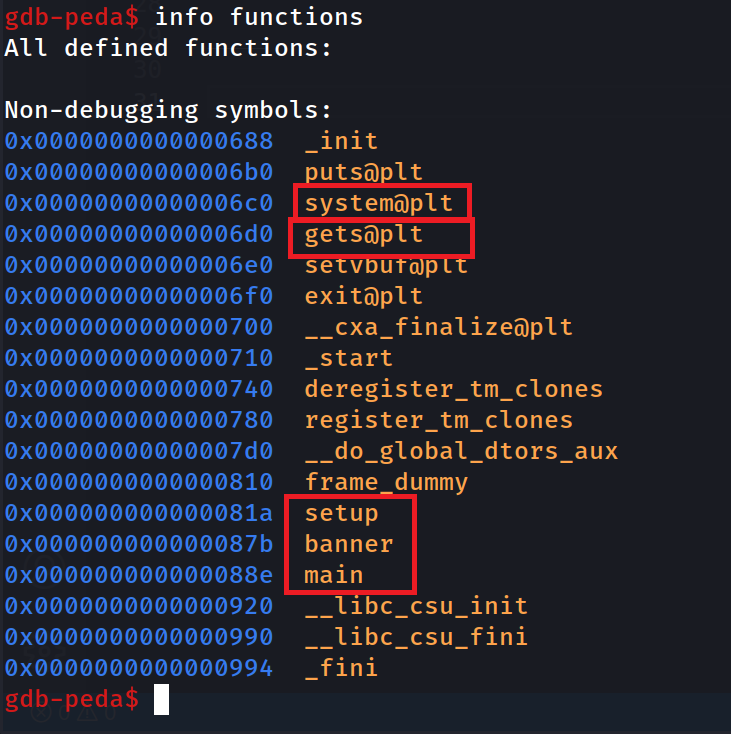 gdb-peda$ info functions
All defined functions:
Non-debugging symbols:
0x0000000000000688  _init
0x00000000000006b0  puts@plt
0x00000000000006c0  system@plt
0x00000000000006d0  gets@plt
0x00000000000006e0  setvbuf@plt
0x00000000000006f0  exit@plt
0x0000000000000700  __cxa_finalize@plt
0x0000000000000710  _start
0x0000000000000740  deregister_tm_clones
0x0000000000000780  register_tm_clones
0x00000000000007d0  __do_global_dtors_aux
0x0000000000000810  frame_dummy
0x000000000000081a  setup
0x000000000000087b  banner
0x000000000000088e  main
0x0000000000000920  __libc_csu_init
0x0000000000000990  __libc_csu_fini
0x0000000000000994  _fini
gdb-peda$